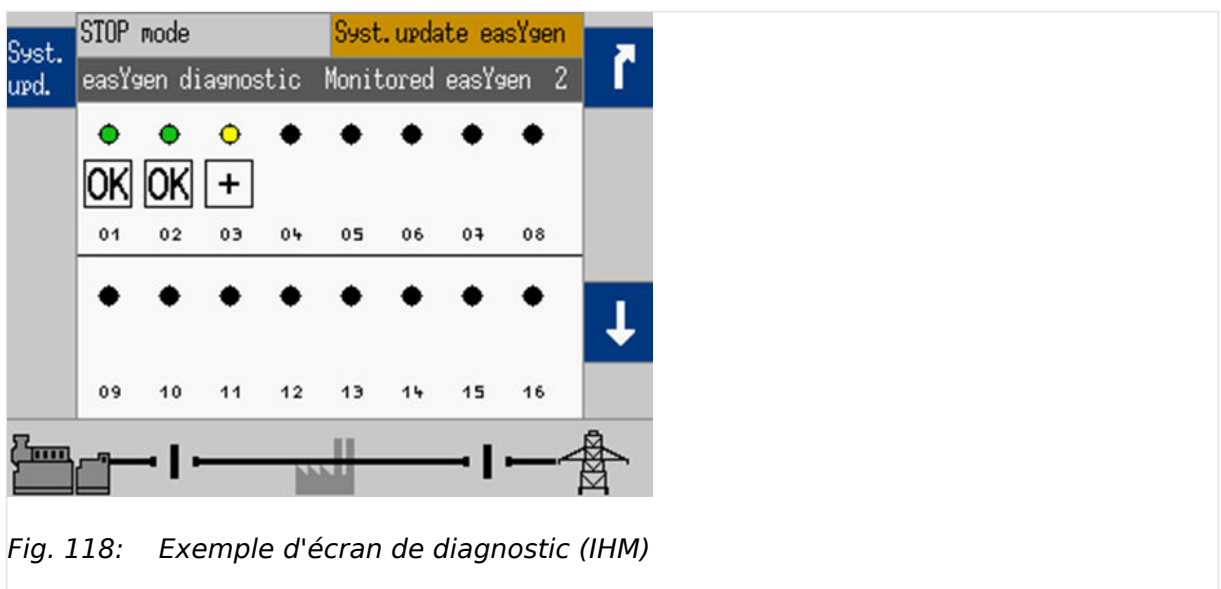 STOP mode Syst. update easYgen
Syst.
upd.
easYgen diagnostic Monitored easYgen 2
OK OK +
01 02 03 04 05 06 07 08
09 10 11 12 13 14 15 16
Fig. 118: Exemple d'écran de diagnostic (IHM)